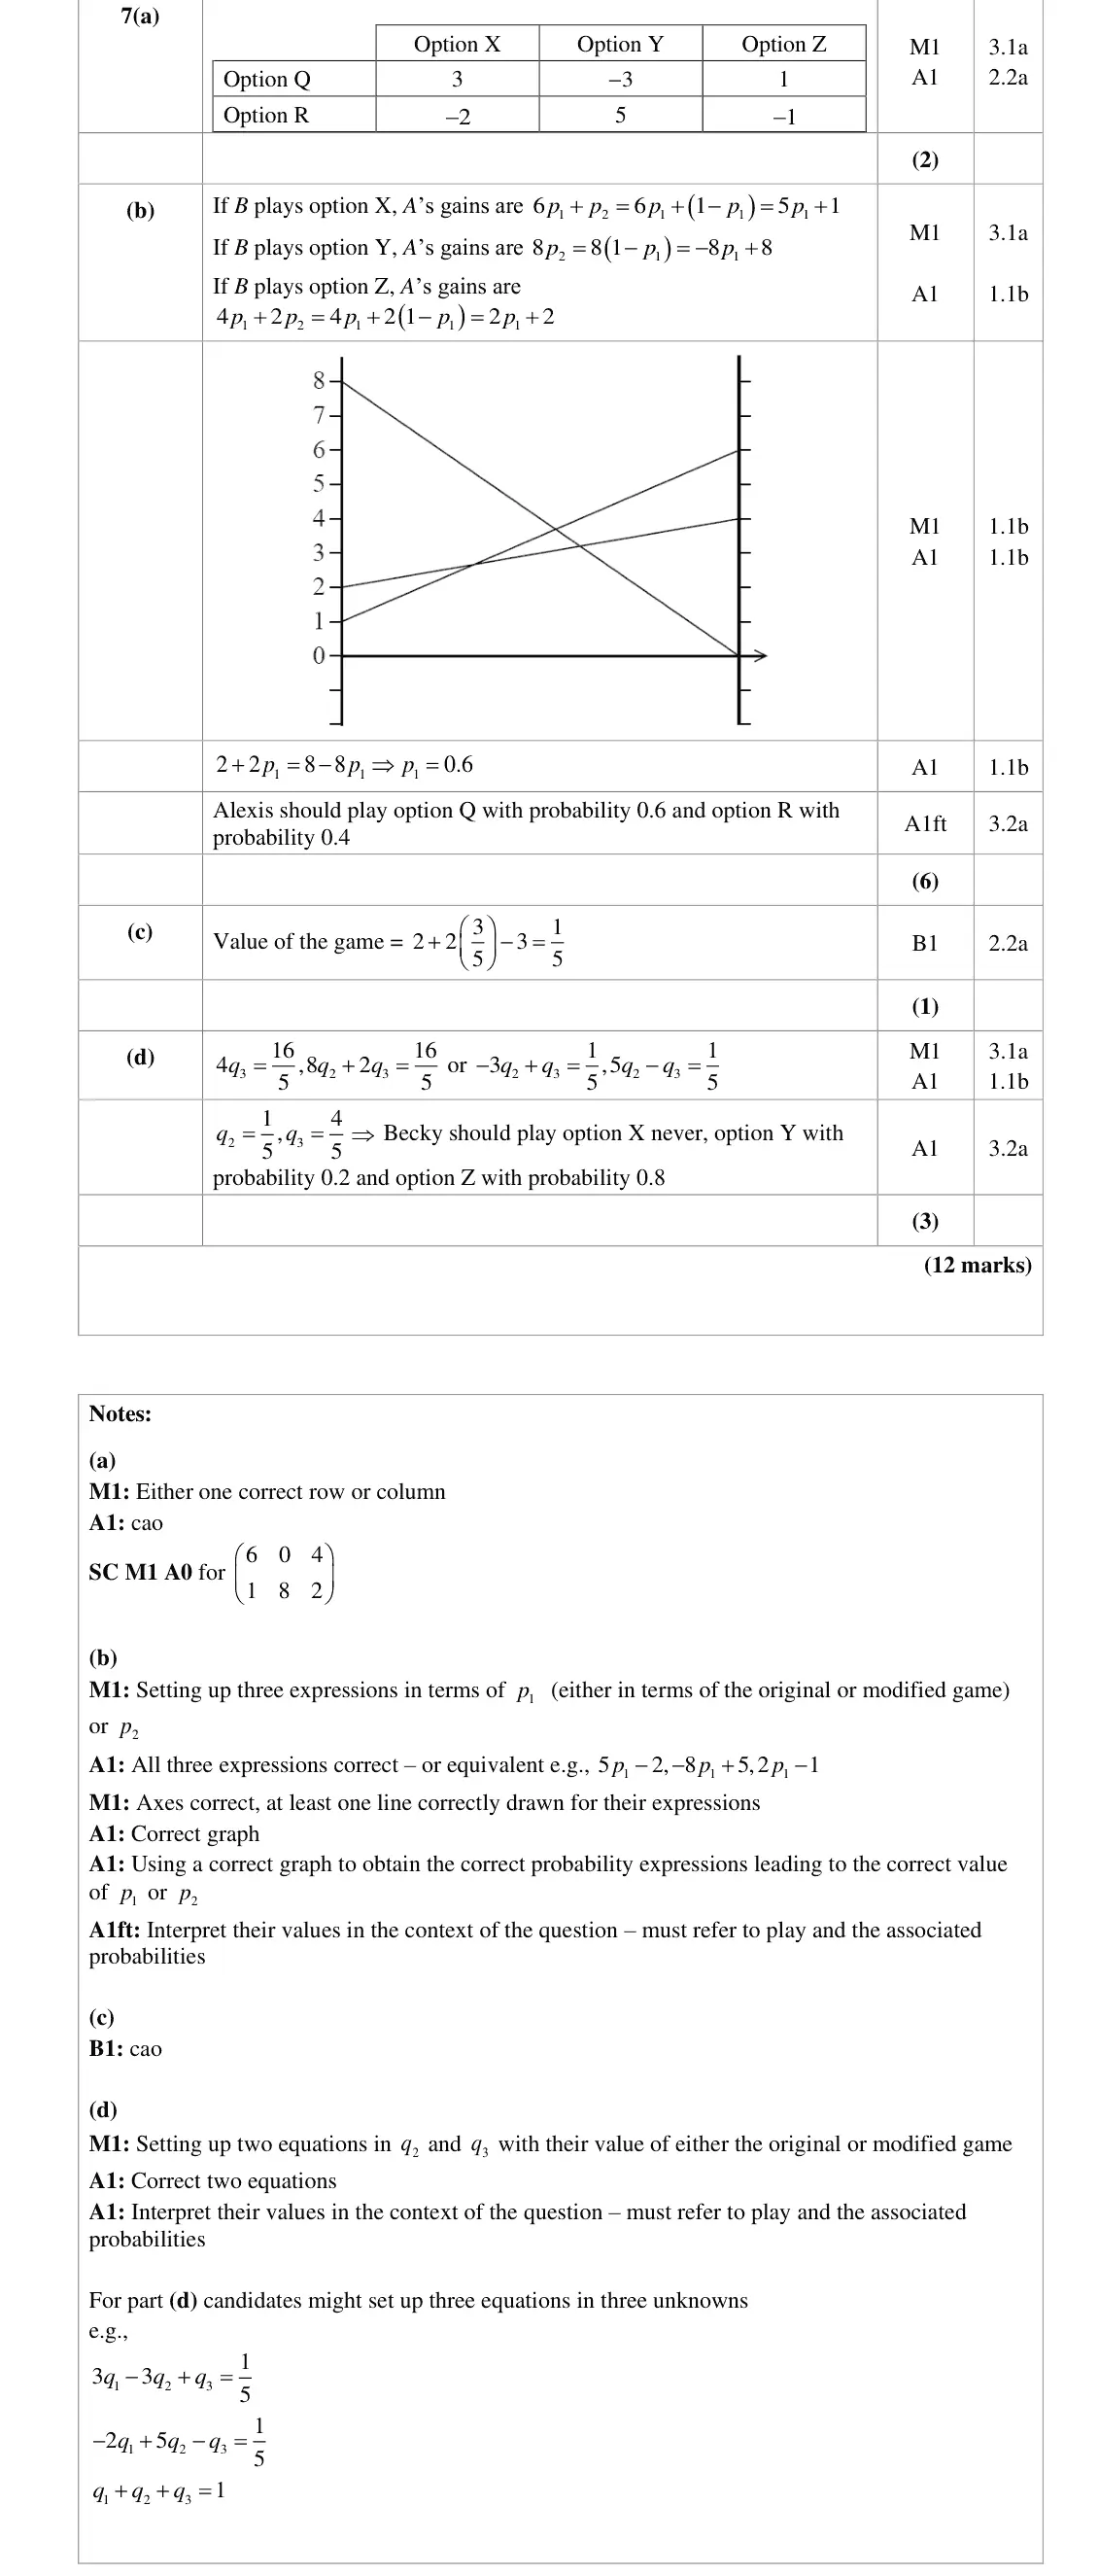 7(a)
Option X Option Y Option Z
Option Q 3 −3 1
Option R −2 5 −1
M1 3.1a
A1 2.2a
(2)
(b)
If B plays option X, A’s gains are 6p₁ + p₂ = 6p₁ + (1 − p₁) = 5p₁ + 1
If B plays option Y, A’s gains are 8p₂ = 8(1 − p₁) = −8p₁ + 8
If B plays option Z, A’s gains are
4p₁ + 2p₂ = 4p₁ + 2(1 − p₁) = 2p₁ + 2
M1 3.1a
A1 1.1b
8
7
6
5
4
3
2
1
0
M1 1.1b
A1 1.1b
2 + 2p₁ = 8 − 8p₁ ⇒ p₁ = 0.6 A1 1.1b
Alexis should play option Q with probability 0.6 and option R with
probability 0.4
A1ft 3.2a
(6)
(c) Value of the game = 2 + 2(3/5) − 3 = 1/5 B1 2.2a
(1)
(d) 4q₃ = 16/5, 8q₂ + 2q₃ = 16/5 or −3q₂ + q₃ = 1/5, 5q₂ − q₃ = 1/5
M1 3.1a
A1 1.1b
q₂ = 1/5, q₃ = 4/5 ⇒ Becky should play option X never, option Y with
probability 0.2 and option Z with probability 0.8
A1 3.2a
(3)
(12 marks)
Notes:
(a)
M1: Either one correct row or column
A1: cao
SC M1 A0 for (6 0 4
1 8 2)
(b)
M1: Setting up three expressions in terms of p₁ (either in terms of the original or modified game)
or p₂
A1: All three expressions correct – or equivalent e.g., 5p₁ − 2, −8p₁ + 5, 2p₁ − 1
M1: Axes correct, at least one line correctly drawn for their expressions
A1: Correct graph
A1: Using a correct graph to obtain the correct probability expressions leading to the correct value
of p₁ or p₂
A1ft: Interpret their values in the context of the question – must refer to play and the associated
probabilities
(c)
B1: cao
(d)
M1: Setting up two equations in q₂ and q₃ with their value of either the original or modified game
A1: Correct two equations
A1: Interpret their values in the context of the question – must refer to play and the associated
probabilities
For part (d) candidates might set up three equations in three unknowns
e.g.,
3q₁ − 3q₂ + q₃ = 1/5
−2q₁ + 5q₂ − q₃ = 1/5
q₁ + q₂ + q₃ = 1